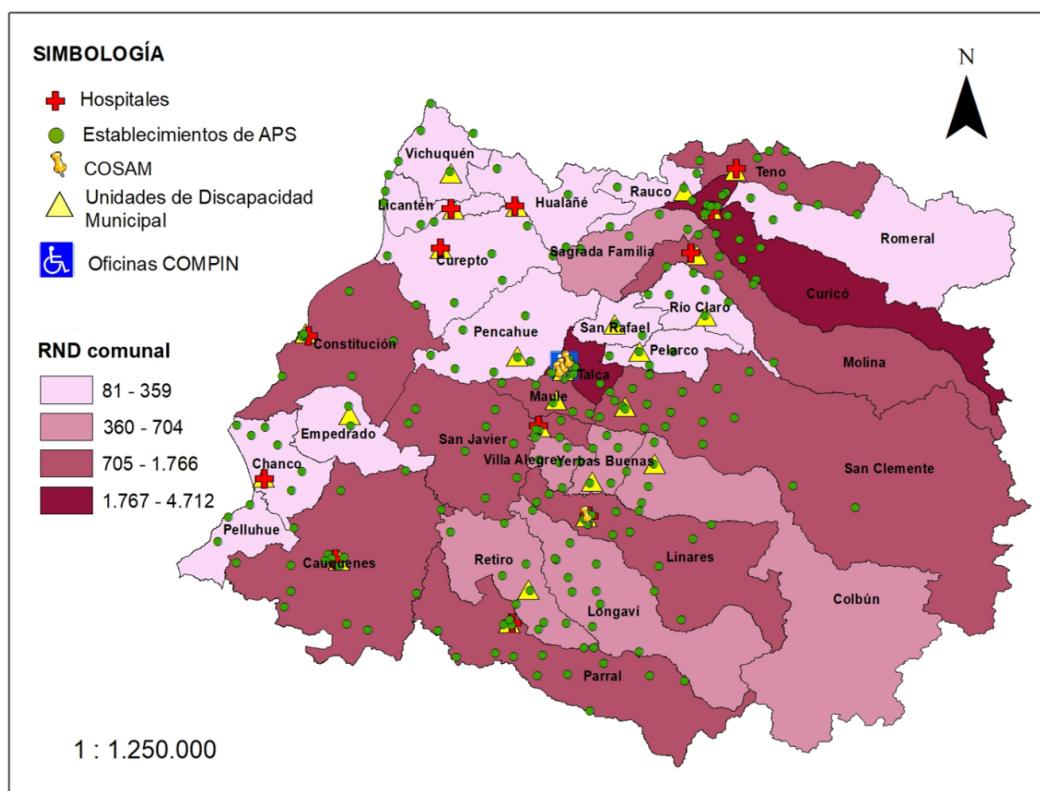 SIMBOLOGÍA
Hospitales
Establecimientos de APS
COSAM
Unidades de Discapacidad
Municipal
Oficinas COMPIN
RND comunal
81 - 359
360 - 704
705 - 1.766
1.767 - 4.712
1 : 1.250.000
N
Vichuquén
Teno
Rauco
Hualañé
Licantén
Romeral
Sagrada Familia
Curepto
Curicó
Río Claro
San Rafael
Pencahue
Constitución
Pelarco
Molina
Talca
Maule
Empedrado
San Javier
Villa Alegre
Yerbas Buenas
Chanco
San Clemente
Pelluhue
Linares
Cauquenes
Retiro
Colbún
Longaví
Parral